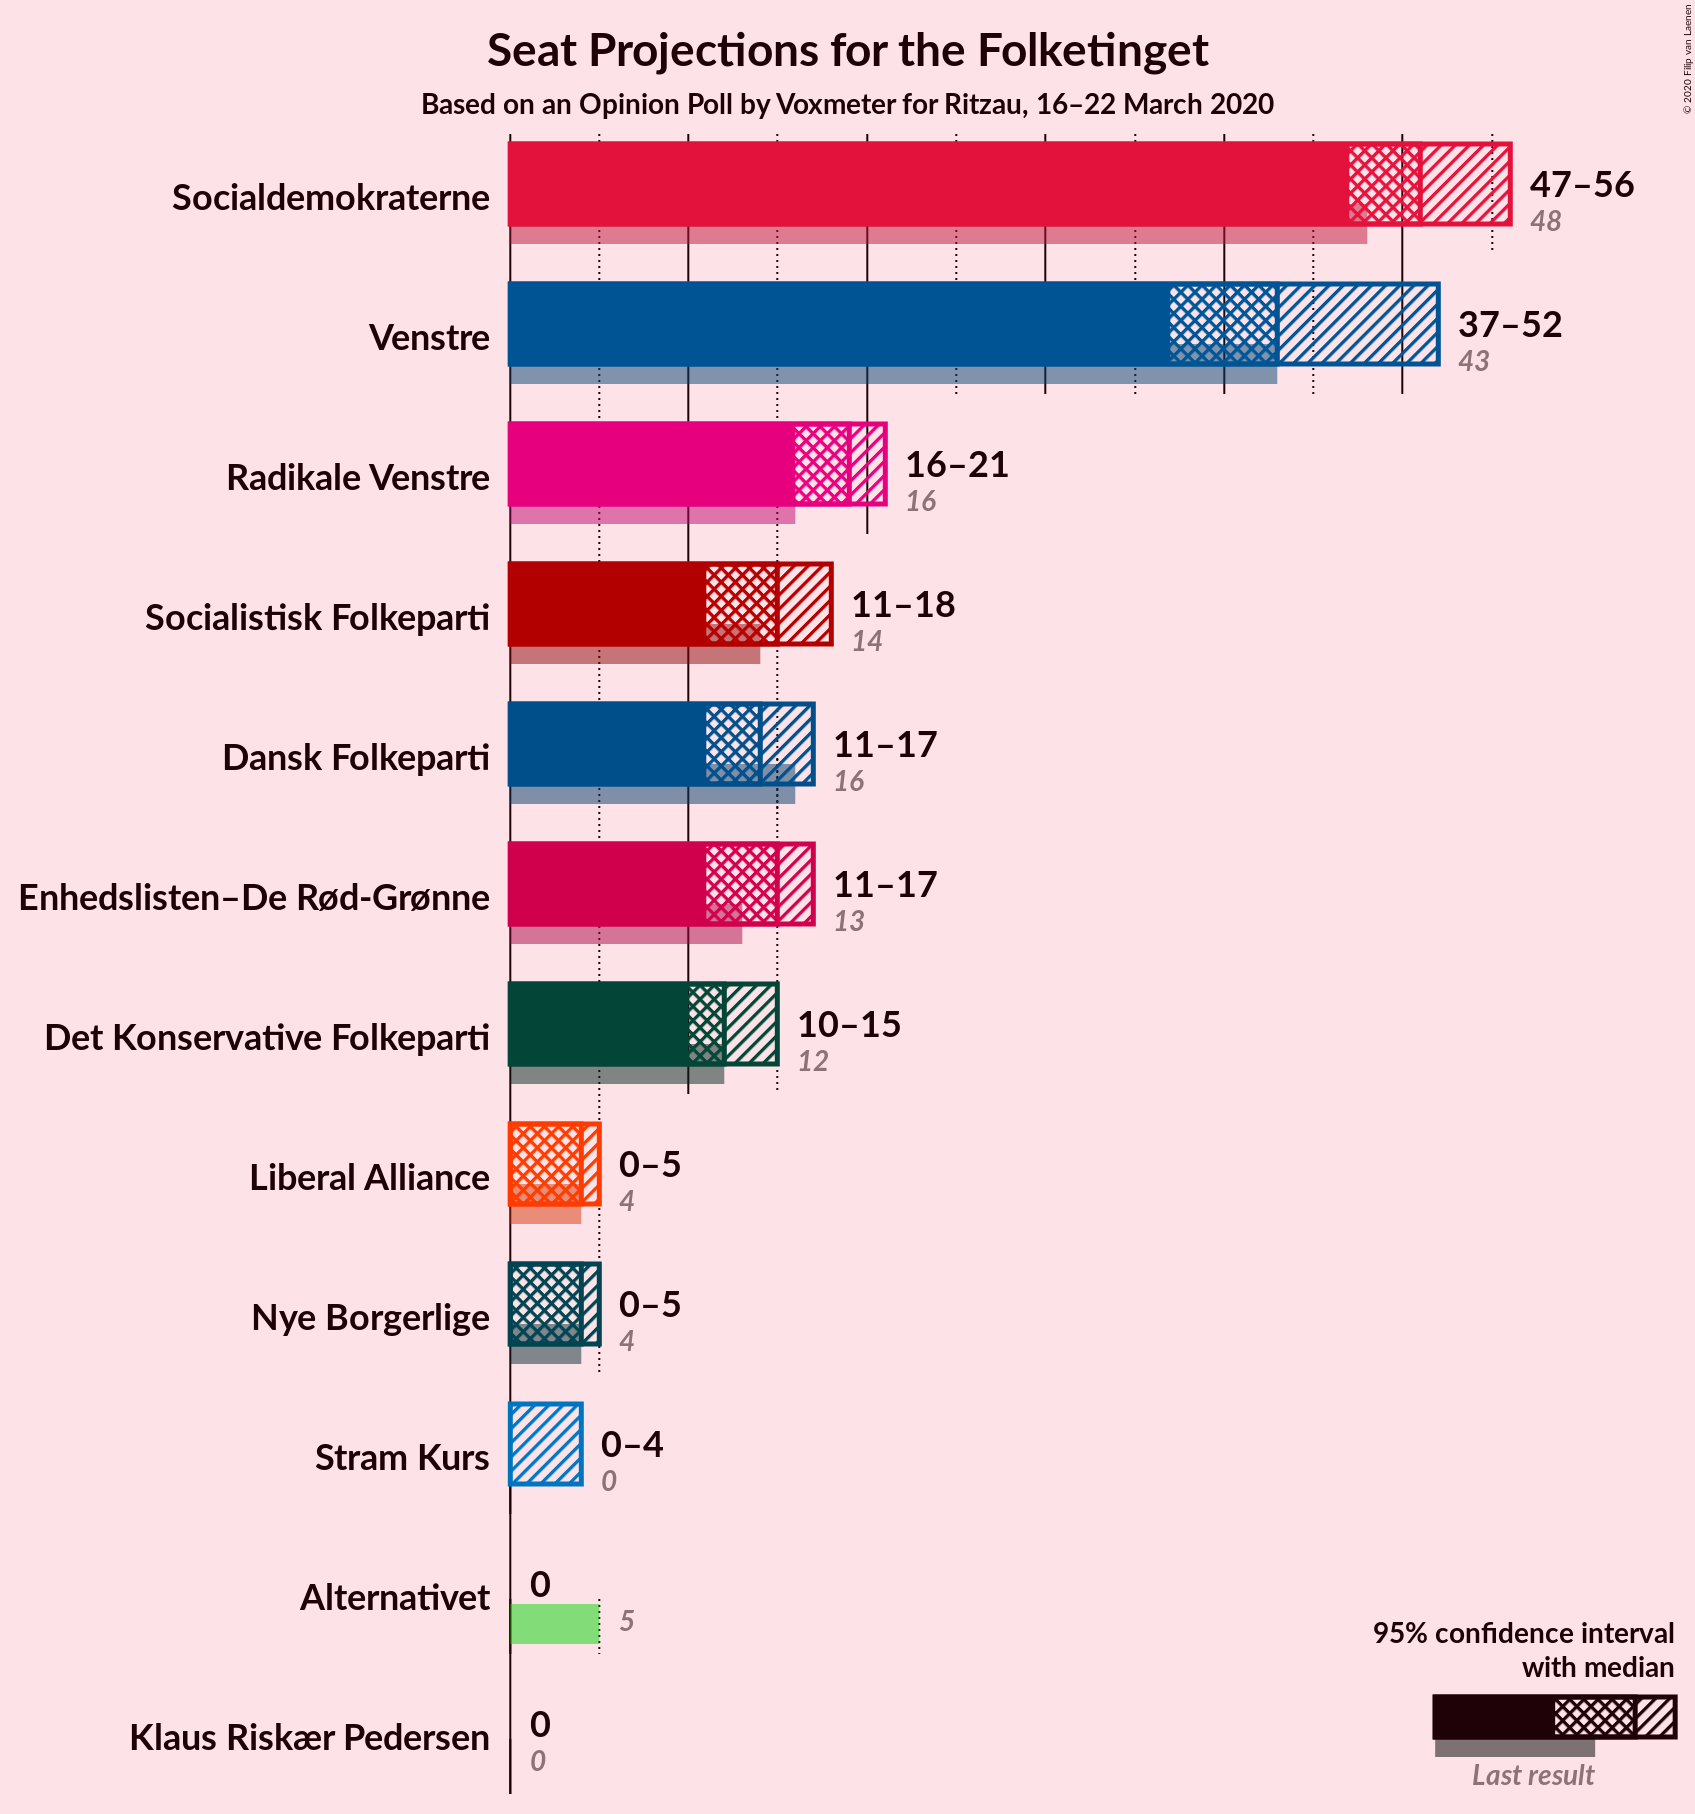 Seat Projections for the Folketinget
Based on an Opinion Poll by Voxmeter for Ritzau, 16–22 March 2020
© 2020 Filip van Laenen
Socialdemokraterne
47–56
48
Venstre
37–52
43
Radikale Venstre
16–21
16
Socialistisk Folkeparti
11–18
14
Dansk Folkeparti
11–17
16
Enhedslisten–De Rød-Grønne
11–17
13
Det Konservative Folkeparti
10–15
12
Liberal Alliance
0–5
4
Nye Borgerlige
0–5
4
Stram Kurs
0–4
0
Alternativet
0
5
Klaus Riskær Pedersen
0
0
95% confidence interval
with median
Last result